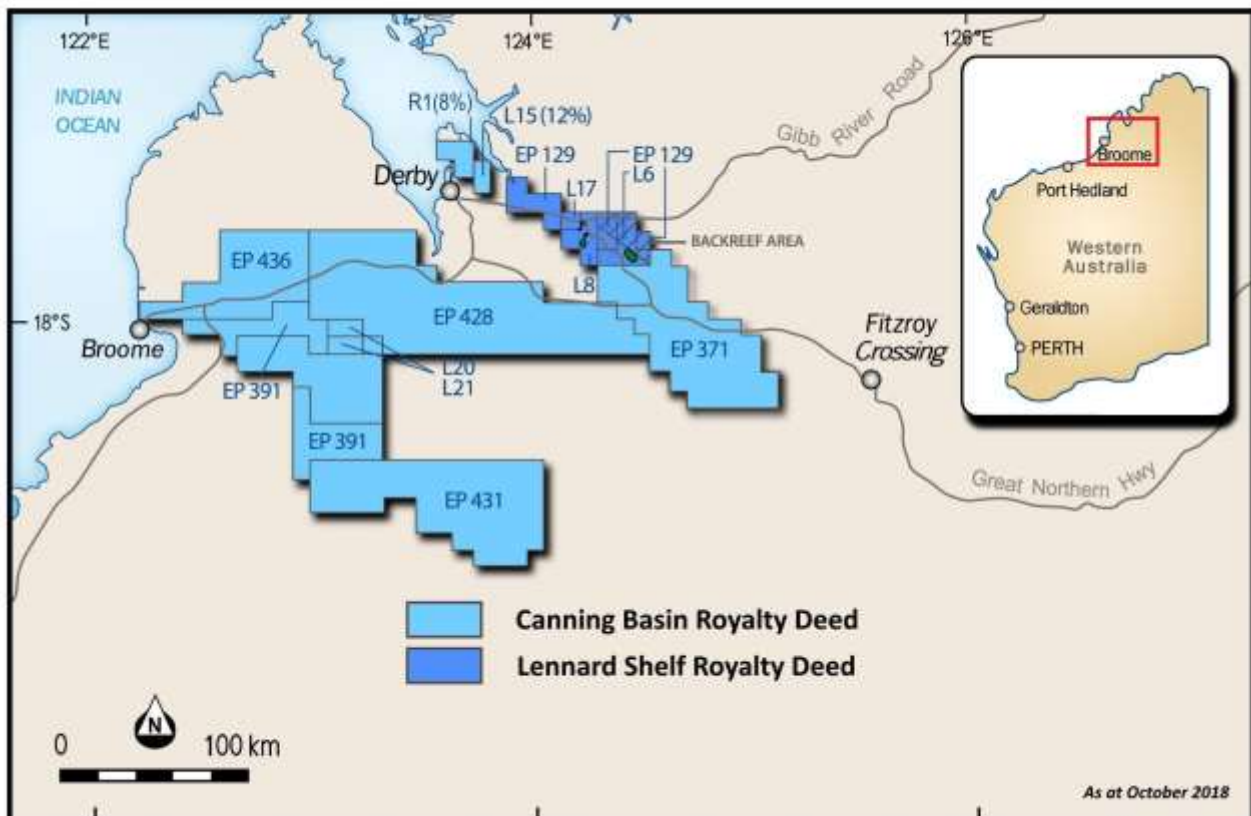 122°E
124°E
126°E
INDIAN
OCEAN
R1(8%)
L15 (12%)
EP 129
L17
EP 129
L6
Gibb River Road
Derby
BACKREEF AREA
L8
EP 436
18°S
EP 428
Broome
EP 371
Fitzroy
Crossing
L20
L21
EP 391
EP 391
EP 431
Great Northern Hwy
Broome
Port Hedland
Western
Australia
Geraldton
PERTH
Canning Basin Royalty Deed
Lennard Shelf Royalty Deed
N
0
100 km
As at October 2018